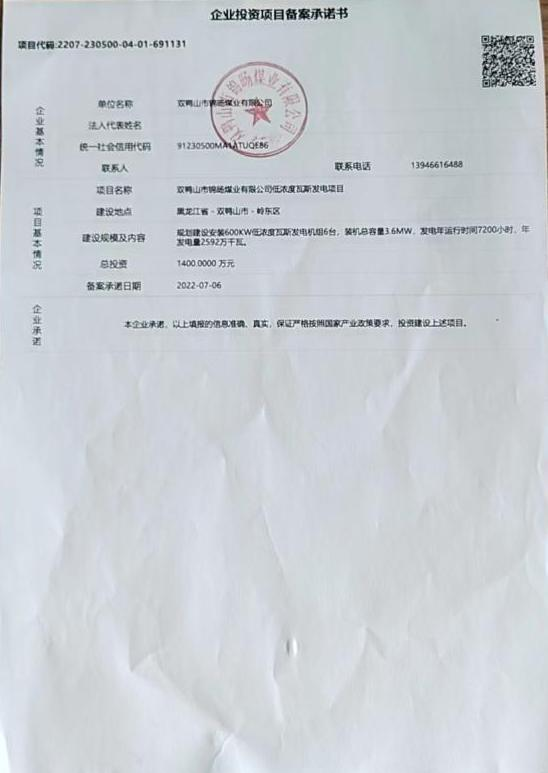 企业投资项目备案承诺书
项目代码:2207-230500-04-01-691131
企业基本情况
单位名称 双鸭山市锦旸煤业有限公司
法人代表姓名
统一社会信用代码 91230500MA1ATUQE86
联系人 联系电话 13946616488
项目基本情况
项目名称 双鸭山市锦旸煤业有限公司低浓度瓦斯发电项目
建设地点 黑龙江省-双鸭山市-岭东区
建设规模及内容 规划建设安装600KW低浓度瓦斯发电机组6台，装机总容量3.6MW，发电年运行时间7200小时，年
发电量2592万千瓦。
总投资 1400.0000 万元
备案承诺日期 2022-07-06
企业承诺
本企业承诺，以上填报的信息准确、真实，保证严格按照国家产业政策要求，投资建设上述项目。
双鸭山市锦旸煤业有限公司